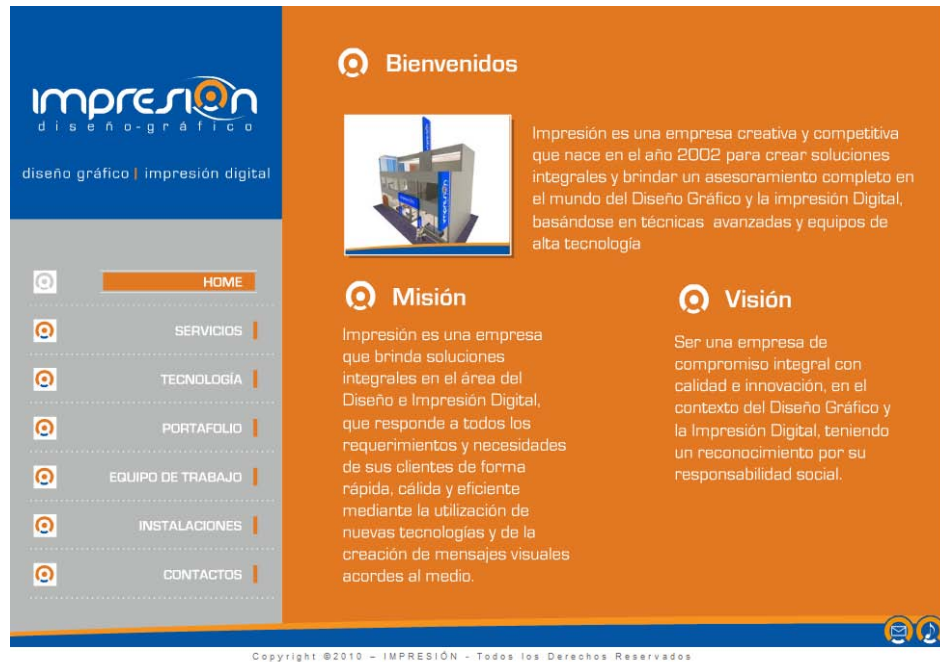 impresión
diseño-gráfico
diseño gráfico | impresión digital
HOME
SERVICIOS
TECNOLOGÍA
PORTAFOLIO
EQUIPO DE TRABAJO
INSTALACIONES
CONTACTOS
Bienvenidos
IMPRESIÓN
Impresión es una empresa creativa y competitiva
que nace en el año 2002 para crear soluciones
integrales y brindar un asesoramiento completo en
el mundo del Diseño Gráfico y la impresión Digital,
basándose en técnicas avanzadas y equipos de
alta tecnología
Misión
Impresión es una empresa
que brinda soluciones
integrales en el área del
Diseño e Impresión Digital,
que responde a todos los
requerimientos y necesidades
de sus clientes de forma
rápida, cálida y eficiente
mediante la utilización de
nuevas tecnologías y de la
creación de mensajes visuales
acordes al medio.
Visión
Ser una empresa de
compromiso integral con
calidad e innovación, en el
contexto del Diseño Gráfico y
la Impresión Digital, teniendo
un reconocimiento por su
responsabilidad social.
Copyright ©2010 – IMPRESIÓN - Todos los Derechos Reservados